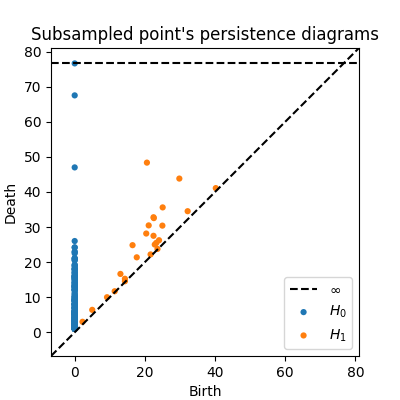 Subsampled point's persistence diagrams
80
70
60
50
40
30
20
10
0
Death
0 20 40 60 80
Birth
∞
H₀
H₁